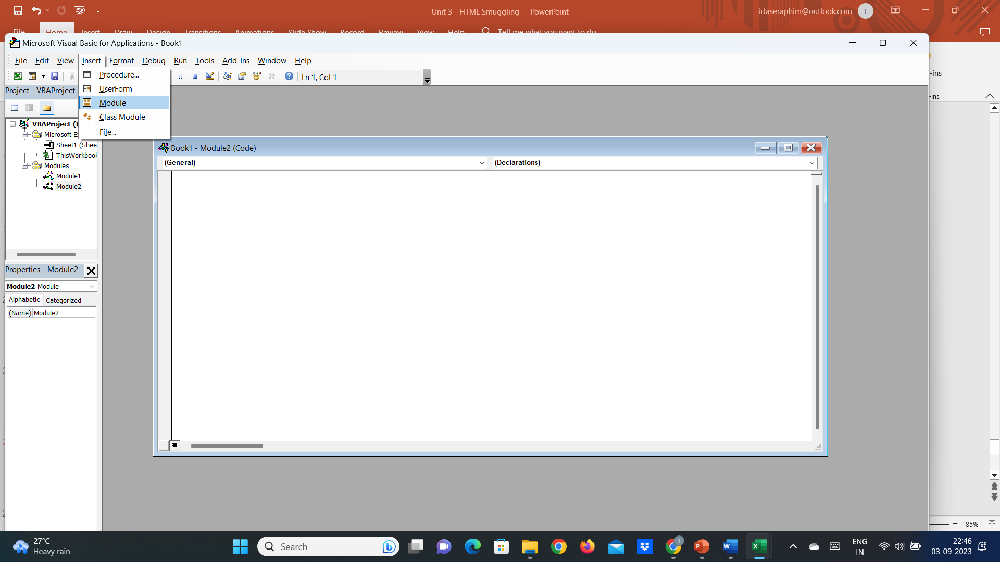 Unit 3 - HTML Smuggling - PowerPoint
idaseraphim@outlook.com
I
File Home Insert Draw Design Transitions Animations Slide Show Record Review View Help Tell me what you want to do
Microsoft Visual Basic for Applications - Book1
File Edit View Insert Format Debug Run Tools Add-Ins Window Help
Ln 1, Col 1
Procedure...
UserForm
Module
Class Module
File...
-ins
-ins
Project - VBAProject
VBAProject (
Microsoft Ex
Sheet1 (Shee
ThisWorkbook
Modules
Module1
Module2
Book1 - Module2 (Code)
(General)
(Declarations)
Properties - Module2
Module2 Module
Alphabetic Categorized
(Name) Module2
85%
27°C
Heavy rain
Search
ENG
IN
22:46
03-09-2023